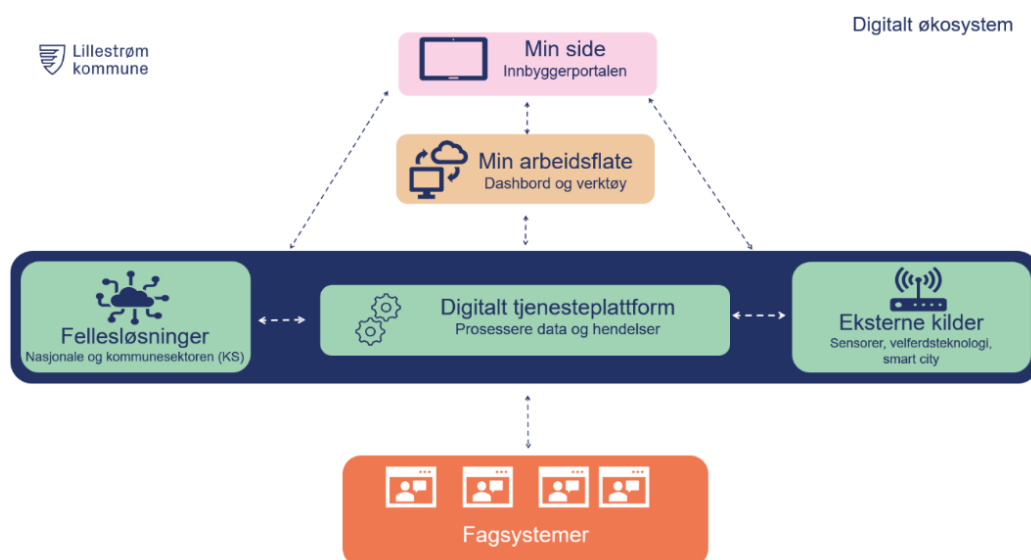 Digitalt økosystem
Lillestrøm
kommune
Min side
Innbyggerportalen
Min arbeidsflate
Dashbord og verktøy
Fellesløsninger
Nasjonale og kommunesektoren (KS)
Digitalt tjenesteplattform
Prosessere data og hendelser
Eksterne kilder
Sensorer, velferdsteknologi,
smart city
Fagsystemer